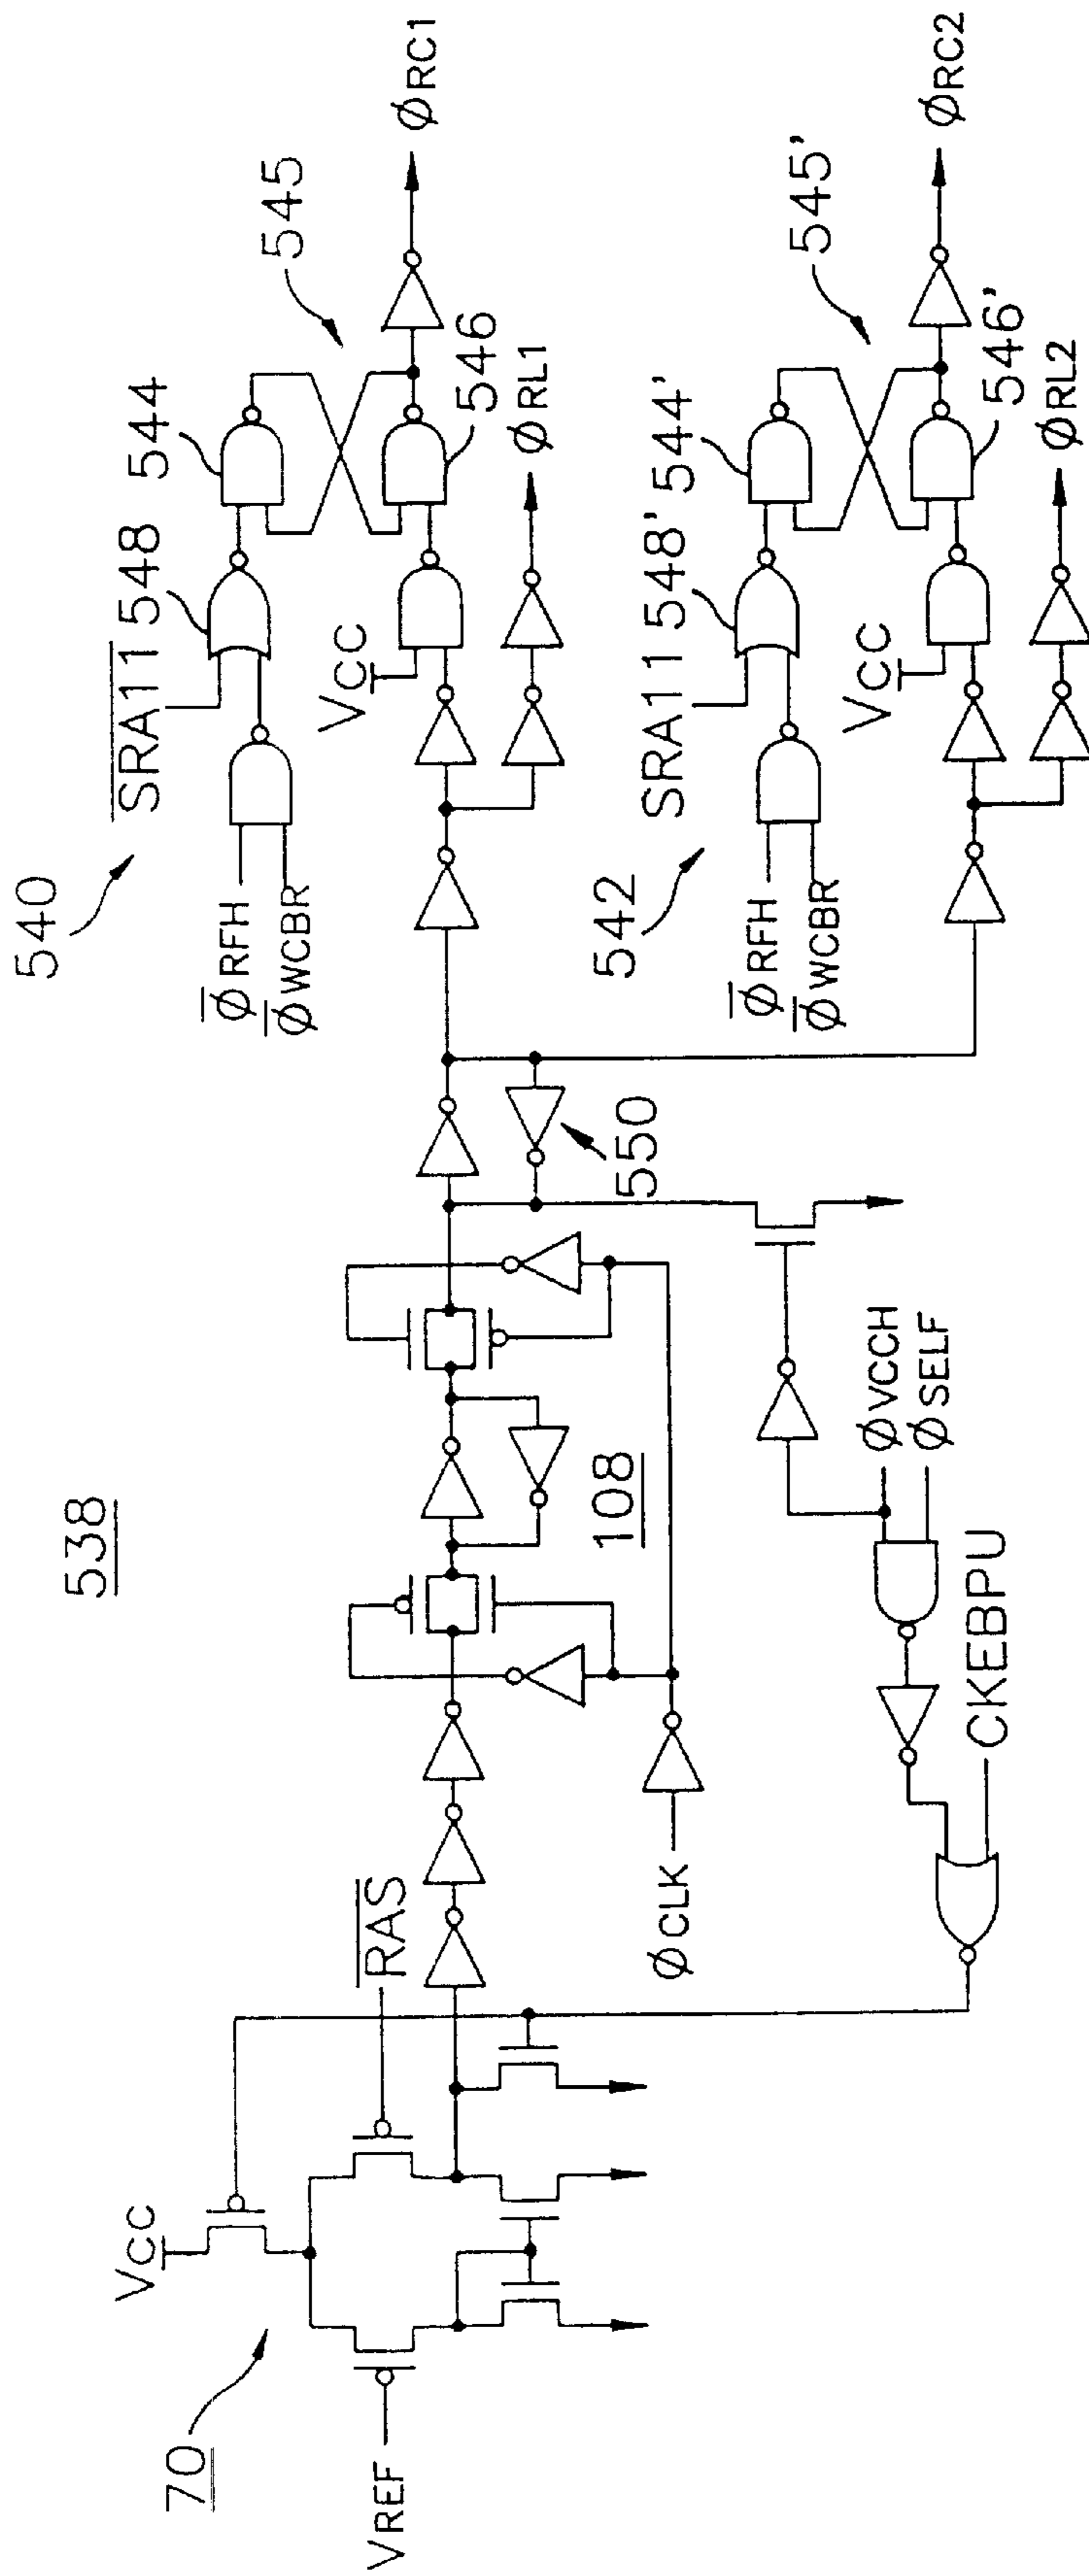 538
70
VREF
VCC
RAS
øCLK
108
CKEBPU
øVCCH
øSELF
550
540
øRFH
øWCBR
SRA11
548
544
VCC
545
546
øRC1
øRL1
542
øRFH
øWCBR
SRA11
548'
544'
VCC
545'
546'
øRC2
øRL2